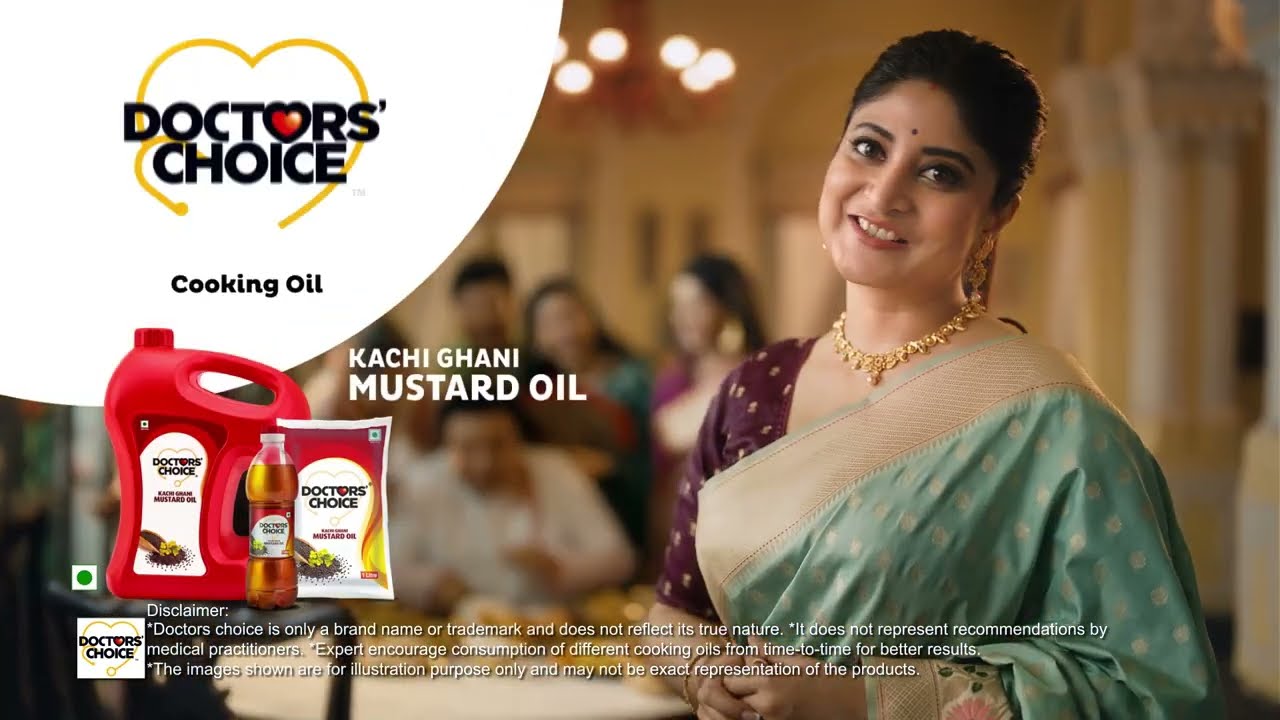 DOCTORS'
CHOICE
TM
Cooking Oil
KACHI GHANI
MUSTARD OIL
DOCTORS'
CHOICE
KACHI GHANI
MUSTARD OIL
DOCTORS'
CHOICE
KACHI GHANI
MUSTARD OIL
1 Litre
DOCTORS'
CHOICE
MUSTARD OIL
Disclaimer:
DOCTORS'
CHOICE
*Doctors choice is only a brand name or trademark and does not reflect its true nature. *It does not represent recommendations by
medical practitioners. *Expert encourage consumption of different cooking oils from time-to-time for better results.
*The images shown are for illustration purpose only and may not be exact representation of the products.